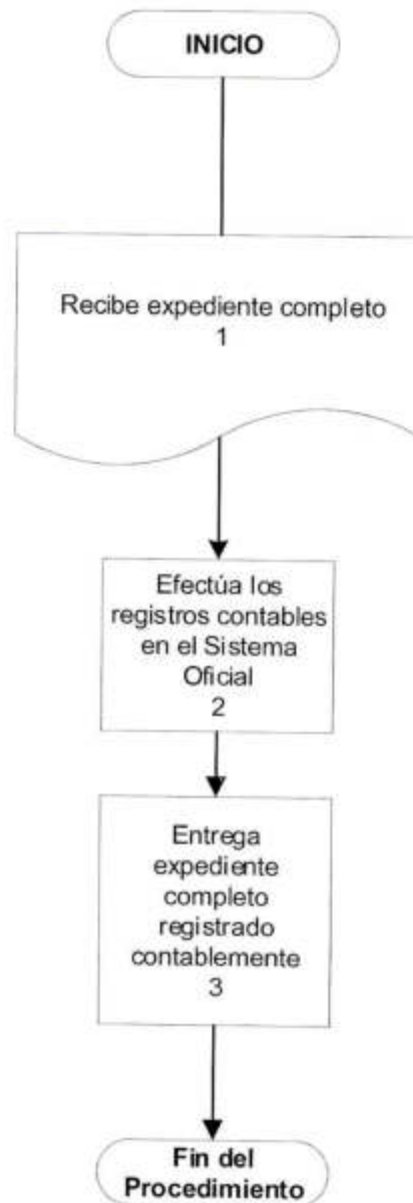 INICIO
Recibe expediente completo
1
Efectúa los
registros contables
en el Sistema
Oficial
2
Entrega
expediente
completo
registrado
contablemente
3
Fin del
Procedimiento